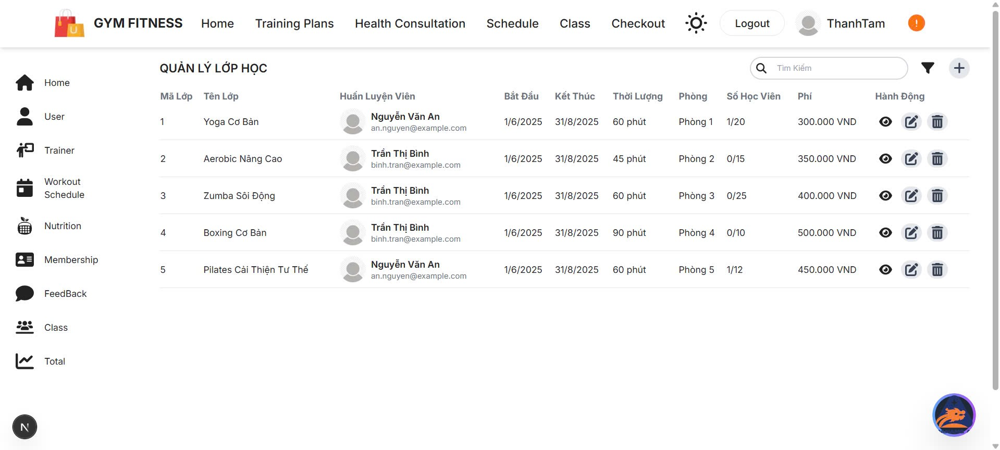 GYM FITNESS Home Training Plans Health Consultation Schedule Class Checkout Logout ThanhTam
Home
User
Trainer
Workout
Schedule
Nutrition
Membership
FeedBack
Class
Total
N
QUẢN LÝ LỚP HỌC
Tìm Kiếm
Mã Lớp Tên Lớp Huấn Luyện Viên Bắt Đầu Kết Thúc Thời Lượng Phòng Số Học Viên Phí Hành Động
1 Yoga Cơ Bản Nguyễn Văn An 1/6/2025 31/8/2025 60 phút Phòng 1 1/20 300.000 VND
an.nguyen@example.com
2 Aerobic Nâng Cao Trần Thị Bình 1/6/2025 31/8/2025 45 phút Phòng 2 0/15 350.000 VND
binh.tran@example.com
3 Zumba Sôi Động Trần Thị Bình 1/6/2025 31/8/2025 60 phút Phòng 3 0/25 400.000 VND
binh.tran@example.com
4 Boxing Cơ Bản Trần Thị Bình 1/6/2025 31/8/2025 90 phút Phòng 4 0/10 500.000 VND
binh.tran@example.com
5 Pilates Cải Thiện Tư Thế Nguyễn Văn An 1/6/2025 31/8/2025 60 phút Phòng 5 1/12 450.000 VND
an.nguyen@example.com